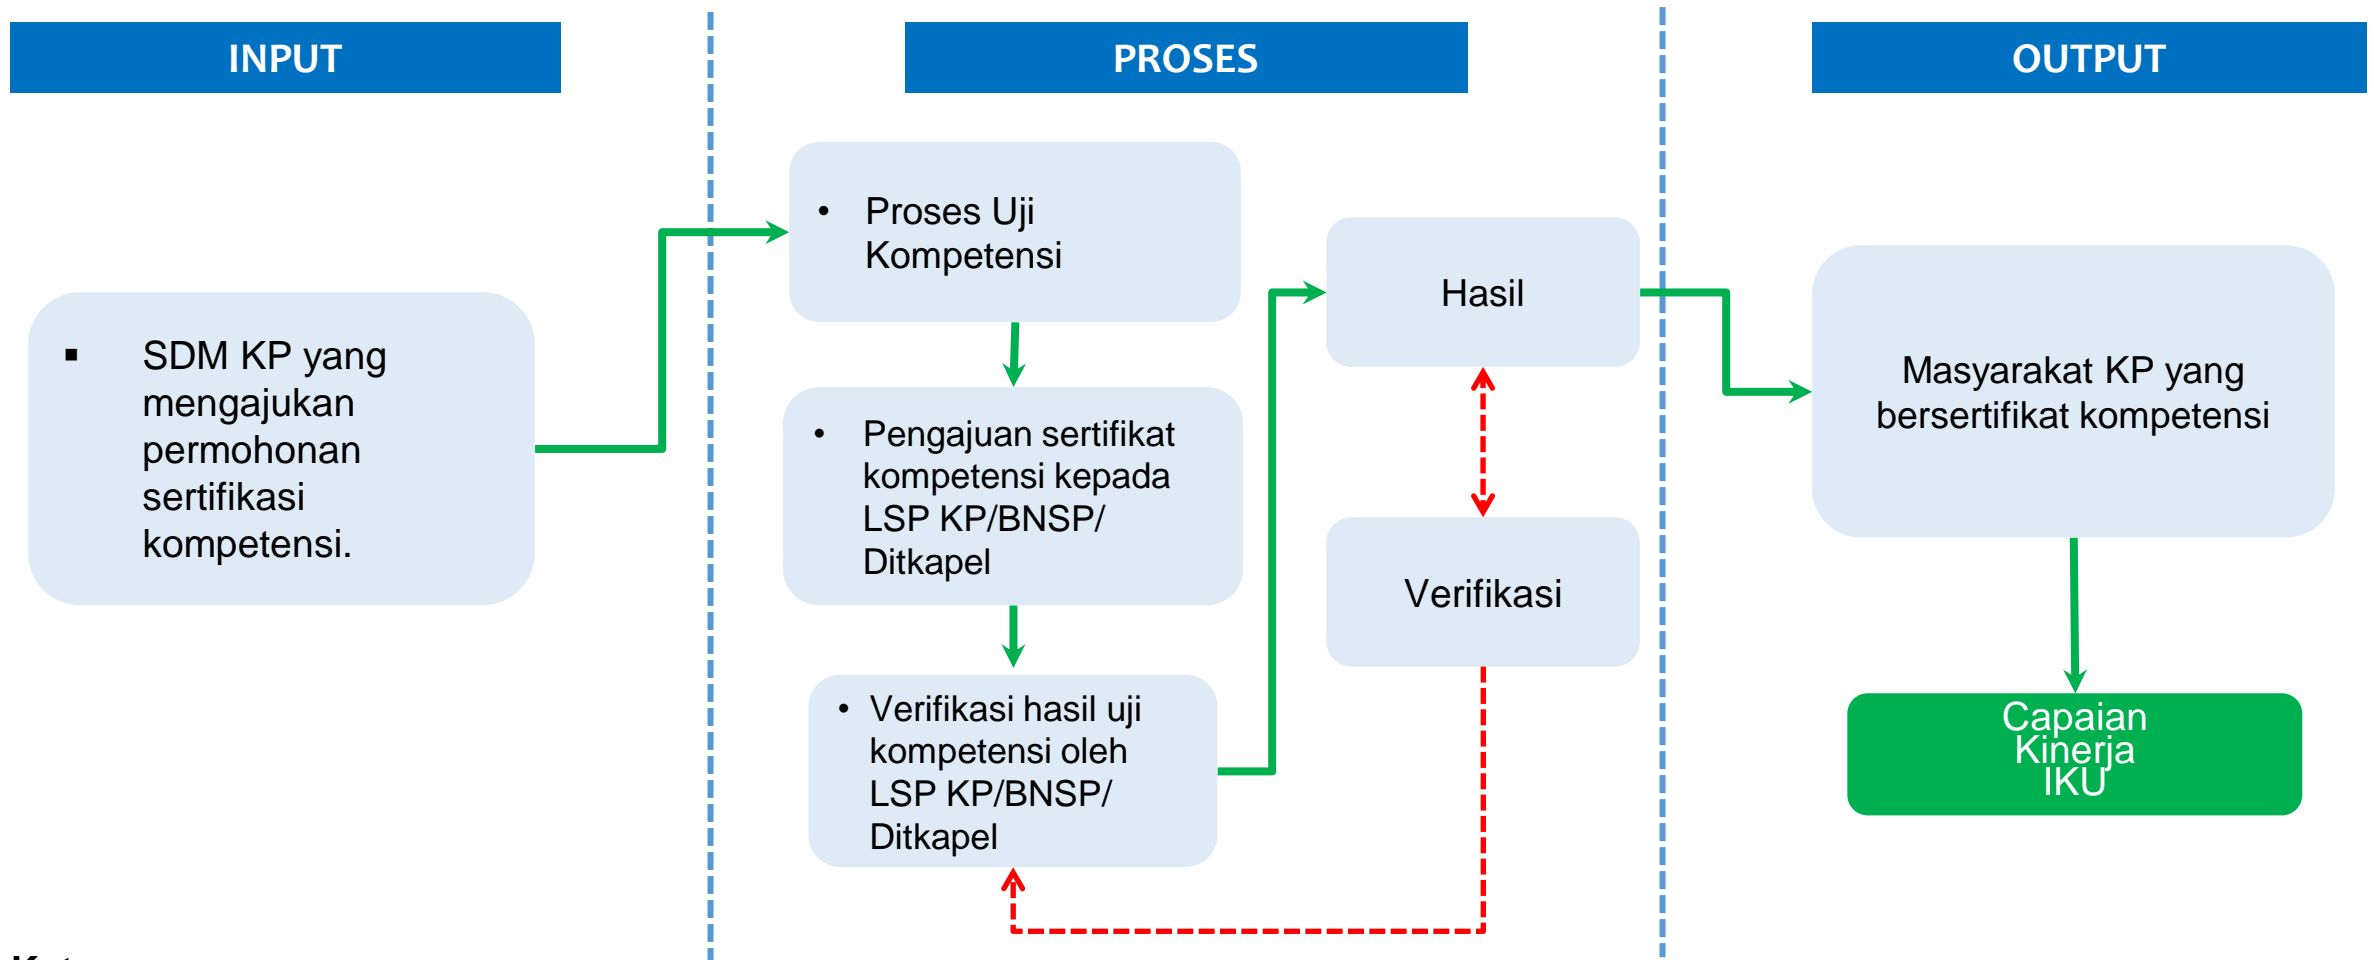 INPUT
PROSES
OUTPUT
▪ SDM KP yang
mengajukan
permohonan
sertifikasi
kompetensi.
• Proses Uji
Kompetensi
• Pengajuan sertifikat
kompetensi kepada
LSP KP/BNSP/
Ditkapel
• Verifikasi hasil uji
kompetensi oleh
LSP KP/BNSP/
Ditkapel
Hasil
Verifikasi
Masyarakat KP yang
bersertifikat kompetensi
Capaian
Kinerja
IKU